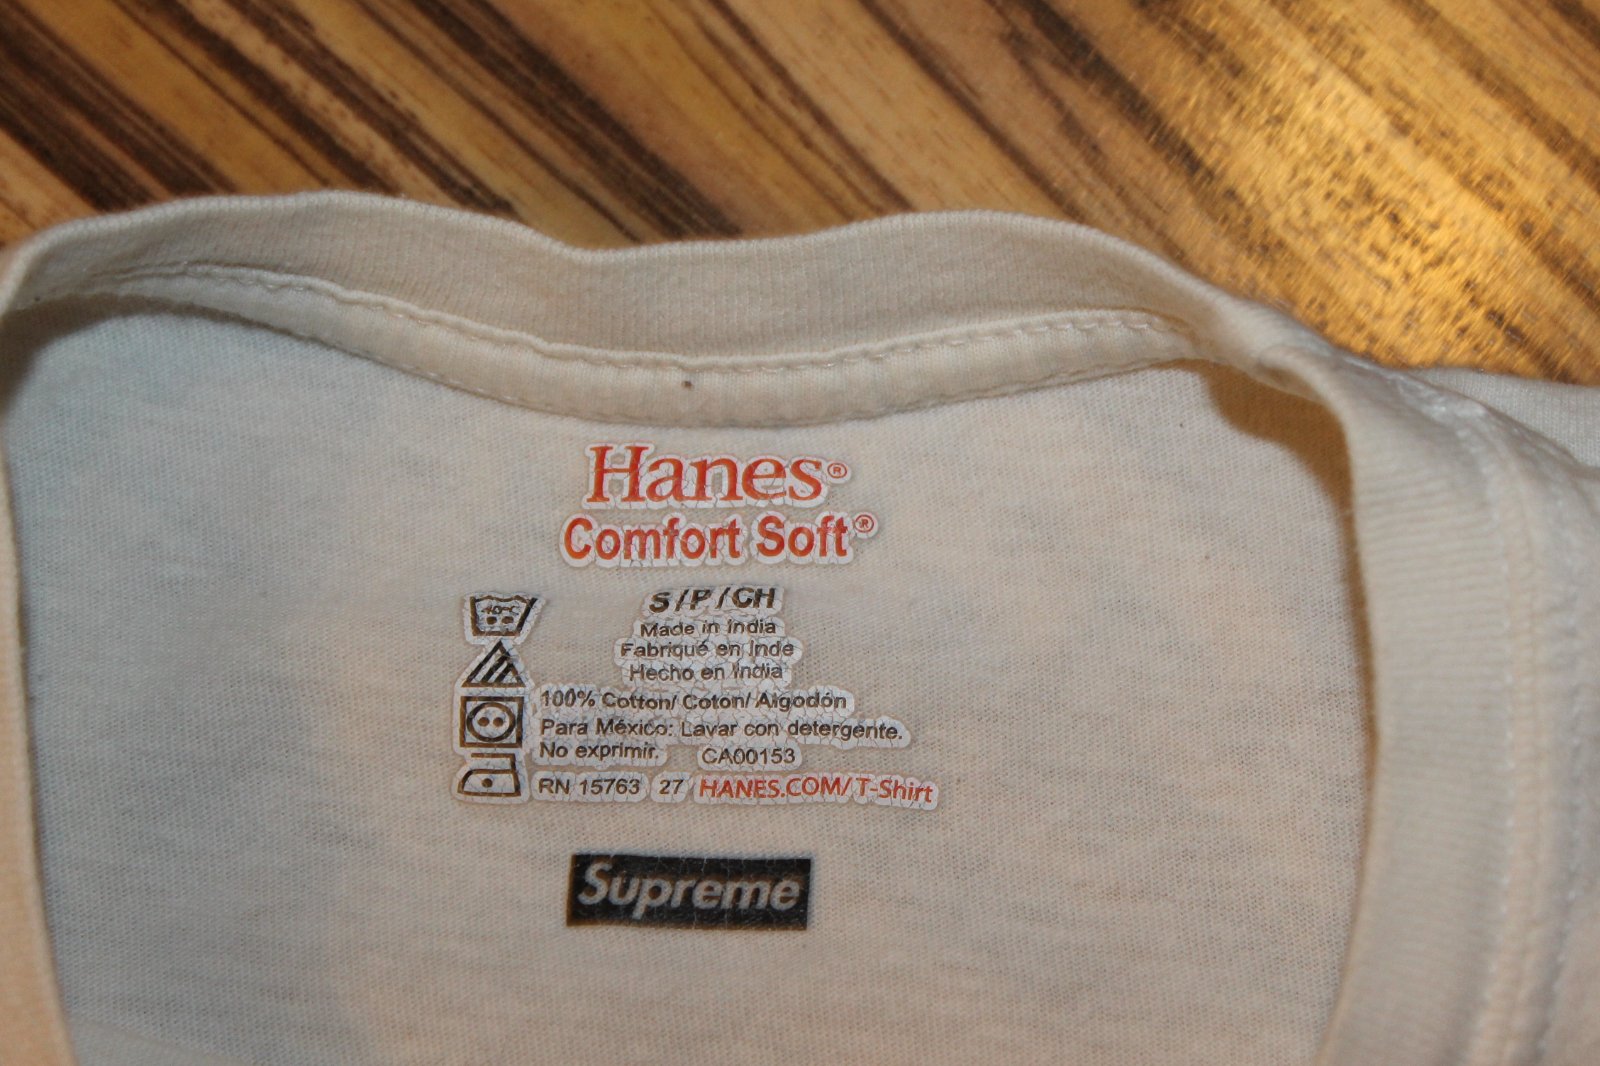 Hanes®
Comfort Soft®
40°C
S / P / CH
Made in India
Fabriqué en Inde
Hecho en India
100% Cotton/ Coton/ Algodón
Para México: Lavar con detergente.
No exprimir. CA00153
RN 15763 27 HANES.COM/T-Shirt
Supreme